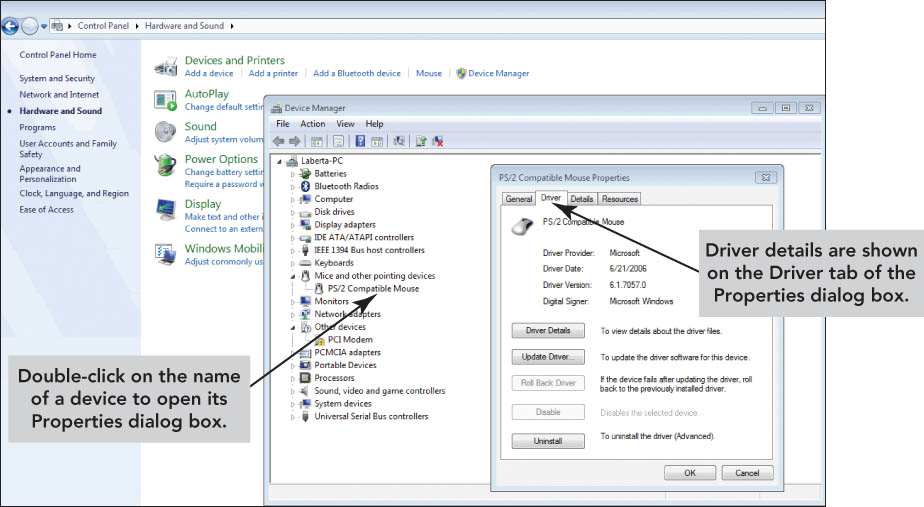 Control Panel Hardware and Sound
Control Panel Home
System and Security
Network and Internet
Hardware and Sound
Programs
User Accounts and Family
Safety
Appearance and
Personalization
Clock, Language, and Region
Ease of Access
Devices and Printers
Add a device Add a printer Add a Bluetooth device Mouse Device Manager
AutoPlay
Change default
Sound
Adjust system
Power Options
Change battery
Require a password
Display
Make text and other
Connect to an
Windows
Adjust commonly
Device Manager
File Action View Help
Laberta-PC
Batteries
Bluetooth Radios
Computer
Disk drives
Display adapters
IDE ATA/ATAPI controllers
IEEE 1394 Bus host controllers
Keyboards
Mice and other pointing devices
PS/2 Compatible Mouse
Monitors
Network adapters
Other devices
PCI Modem
PCMCIA adapters
Portable Devices
Processors
Sound, video and game controllers
System devices
Universal Serial Bus controllers
PS/2 Compatible Mouse Properties
General Driver Details Resources
PS/2 Compatible Mouse
Driver Provider: Microsoft
Driver Date: 6/21/2006
Driver Version: 6.1.7057.0
Digital Signer: Microsoft Windows
Driver Details To view details about the driver files.
Update Driver... To update the driver software for this device.
Roll Back Driver If the device fails after updating the driver, roll
back to the previously installed driver.
Disable Disables the selected device.
Uninstall To uninstall the driver (Advanced).
OK Cancel
Double-click on the name
of a device to open its
Properties dialog box.
Driver details are shown
on the Driver tab of the
Properties dialog box.